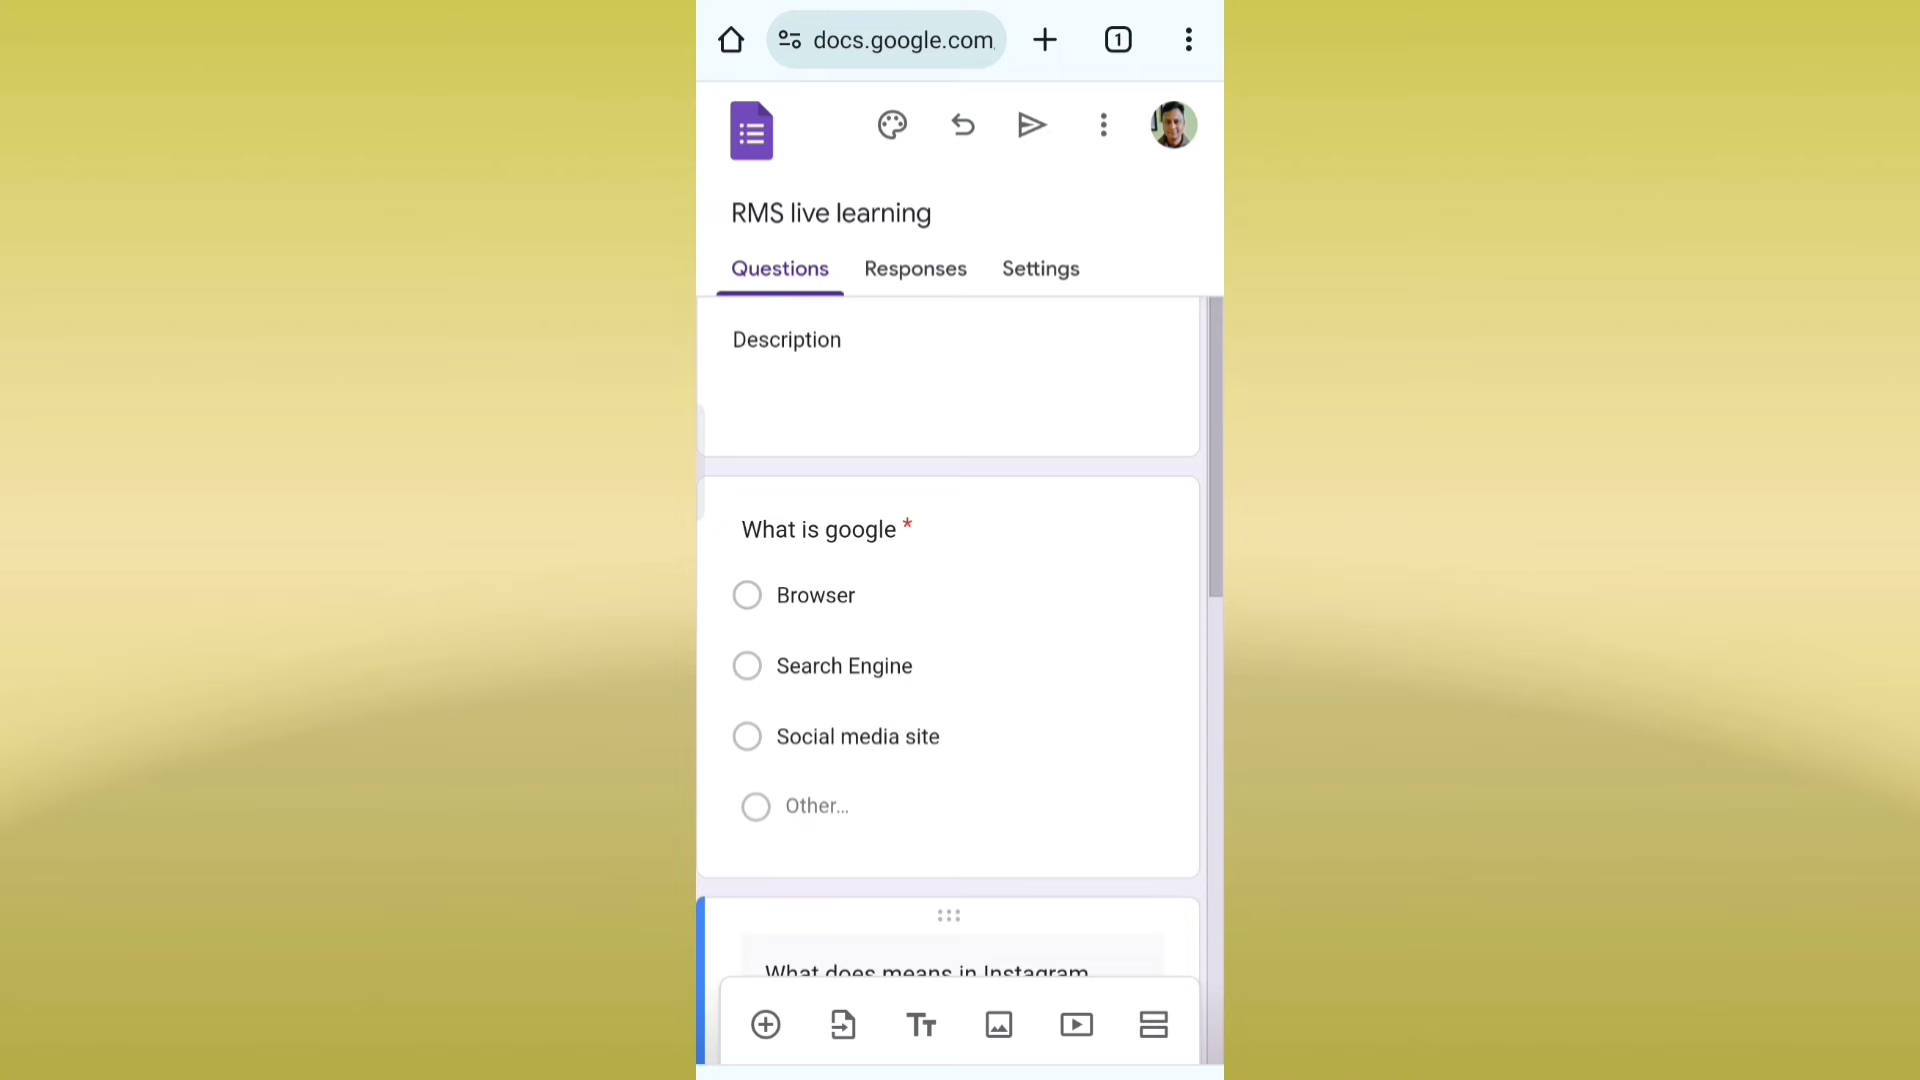 docs.google.com
1
RMS live learning
Questions Responses Settings
Description
What is google *
Browser
Search Engine
Social media site
Other...
What does means in Instagram